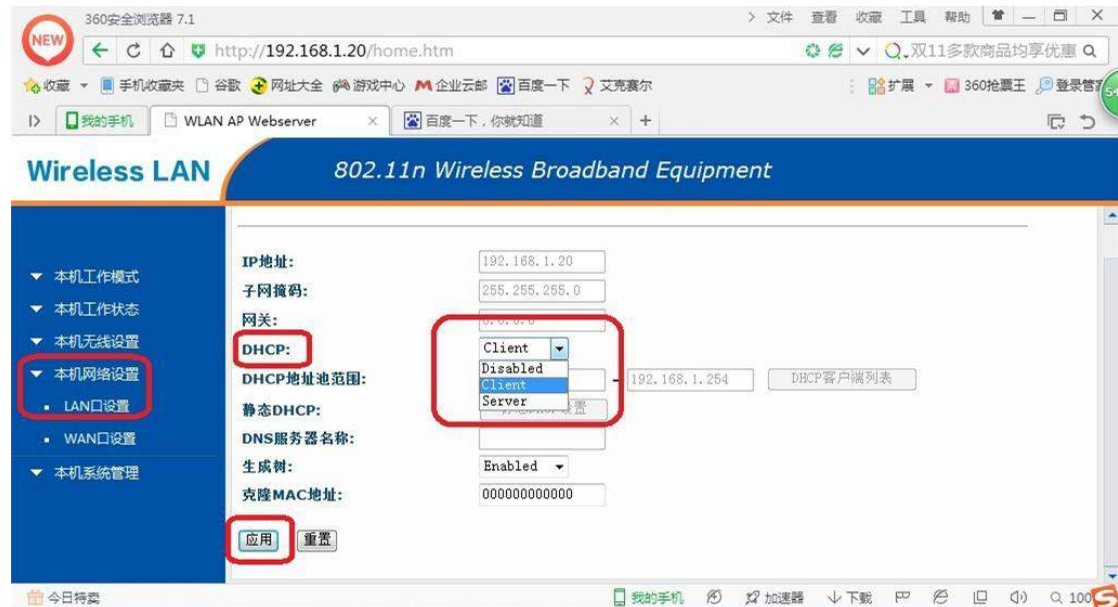 360安全浏览器 7.1
文件 查看 收藏 工具 帮助
NEW
http://192.168.1.20/home.htm
双11多款商品均享优惠
收藏 手机收藏夹 谷歌 网址大全 游戏中心 企业云邮 百度一下 艾克赛尔 扩展 360抢票王 登录管
我的手机 WLAN AP Webserver 百度一下，你就知道
Wireless LAN
802.11n Wireless Broadband Equipment
本机工作模式
本机工作状态
本机无线设置
本机网络设置
LAN口设置
WAN口设置
本机系统管理
IP地址: 192.168.1.20
子网掩码: 255.255.255.0
网关: 0.0.0.0
DHCP: Client
Disabled
Client
Server
DHCP地址池范围: - 192.168.1.254 DHCP客户端列表
静态DHCP: 置
DNS服务器名称:
生成树: Enabled
克隆MAC地址: 000000000000
应用 重置
今日特卖
我的手机 加速器 下载 100